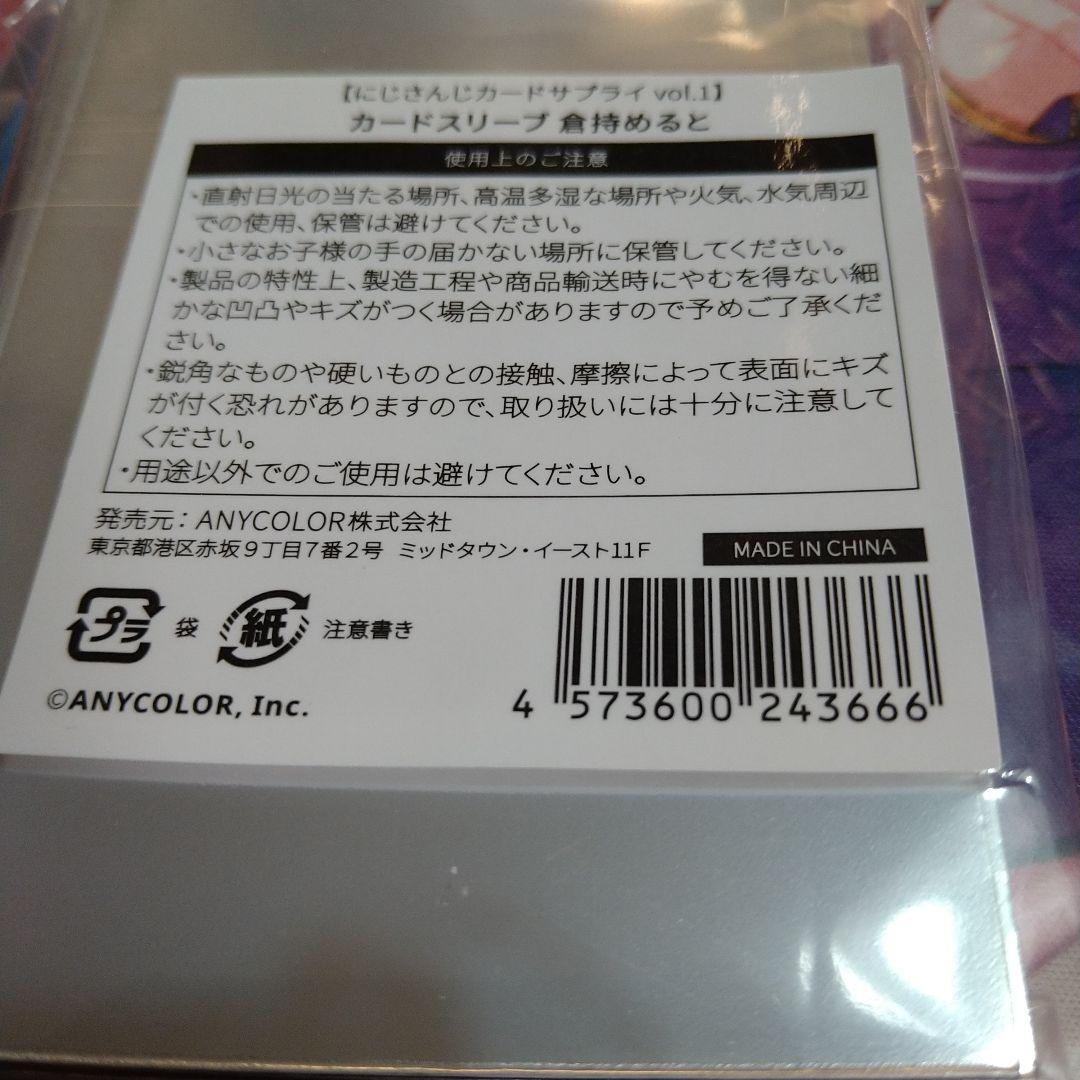 【にじさんじカードサプライ vol.1】
カードスリーブ 倉持めると
使用上のご注意
・直射日光の当たる場所、高温多湿な場所や火気、水気周辺
での使用、保管は避けてください。
・小さなお子様の手の届かない場所に保管してください。
・製品の特性上、製造工程や商品輸送時にやむを得ない細
かな凹凸やキズがつく場合がありますので予めご了承くだ
さい。
・鋭角なものや硬いものとの接触、摩擦によって表面にキズ
が付く恐れがありますので、取り扱いには十分に注意して
ください。
・用途以外でのご使用は避けてください。
発売元：ANYCOLOR株式会社
東京都港区赤坂9丁目7番2号 ミッドタウン・イースト11F
MADE IN CHINA
プラ 袋 紙 注意書き
©ANYCOLOR, Inc.
4 573600 243666